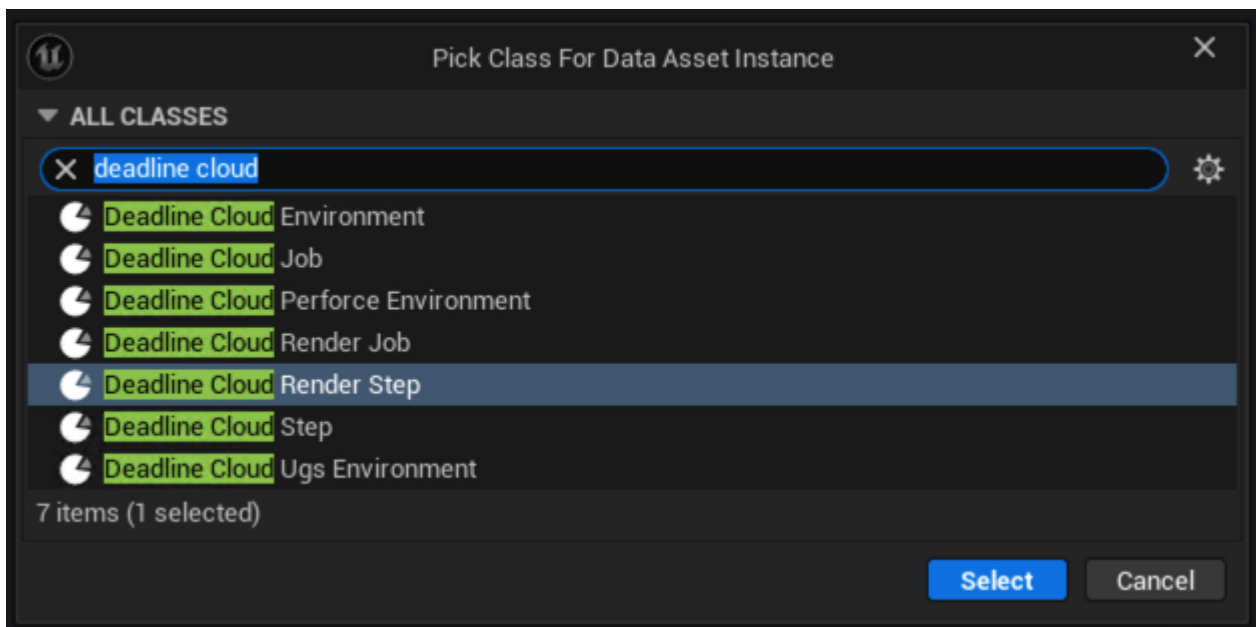 Pick Class For Data Asset Instance
ALL CLASSES
deadline cloud
Deadline Cloud Environment
Deadline Cloud Job
Deadline Cloud Perforce Environment
Deadline Cloud Render Job
Deadline Cloud Render Step
Deadline Cloud Step
Deadline Cloud Ugs Environment
7 items (1 selected)
Select Cancel